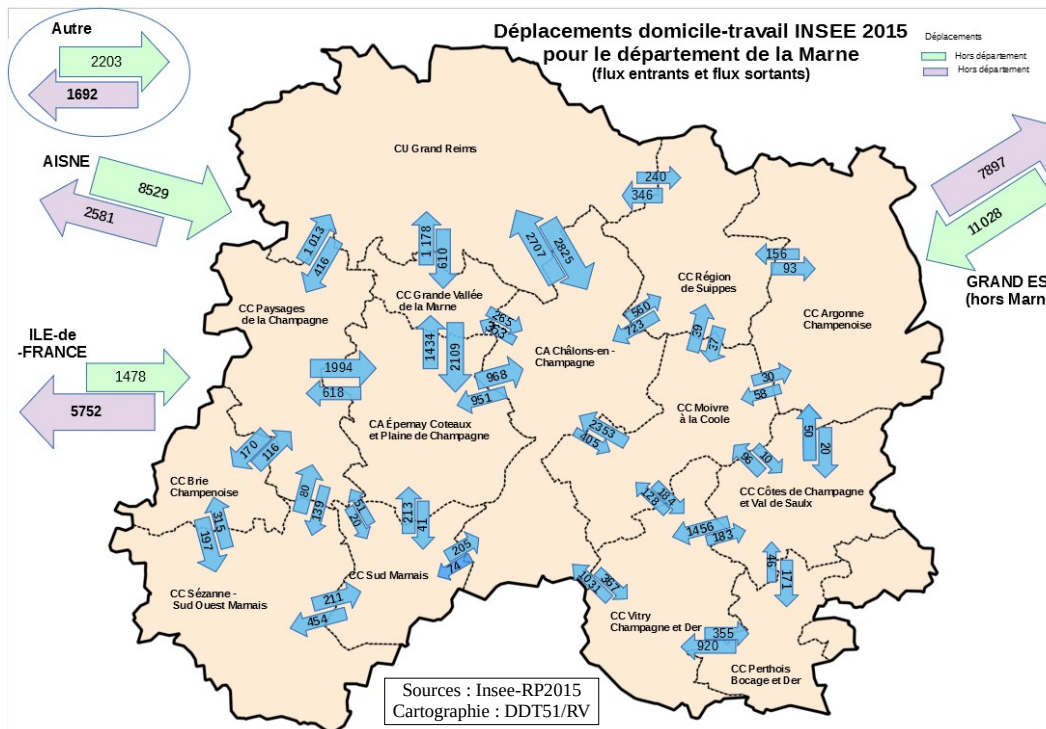 Autre
2203
1692
Déplacements domicile-travail INSEE 2015
pour le département de la Marne
(flux entrants et flux sortants)
Déplacements
Hors département
Hors département
AISNE
8529
2581
7897
11028
GRAND ES
(hors Marn
ILE-de
-FRANCE
1478
5752
CU Grand Reims
240
346
1 013
416
1 178
610
2707
2825
156
93
CC Région
de Suippes
CC Grande Vallée
de la Marne
CC Paysages
de la Champagne
CC Argonne
Champenoise
265
363
560
723
39
37
1434
2109
CA Châlons-en -
Champagne
1994
618
968
951
30
58
CC Moivre
à la Coole
CA Épernay Coteaux
et Plaine de Champagne
2353
405
50
20
170
116
96
10
CC Brie
Champenoise
80
139
51
20
213
41
128
184
CC Côtes de Champagne
et Val de Saulx
315
197
1456
183
205
74
46
171
CC Sud Marnais
1031
367
CC Sézanne -
Sud Ouest Marnais
211
454
CC Vitry
Champagne et Der
355
920
CC Perthois
Bocage et Der
Sources : Insee-RP2015
Cartographie : DDT51/RV